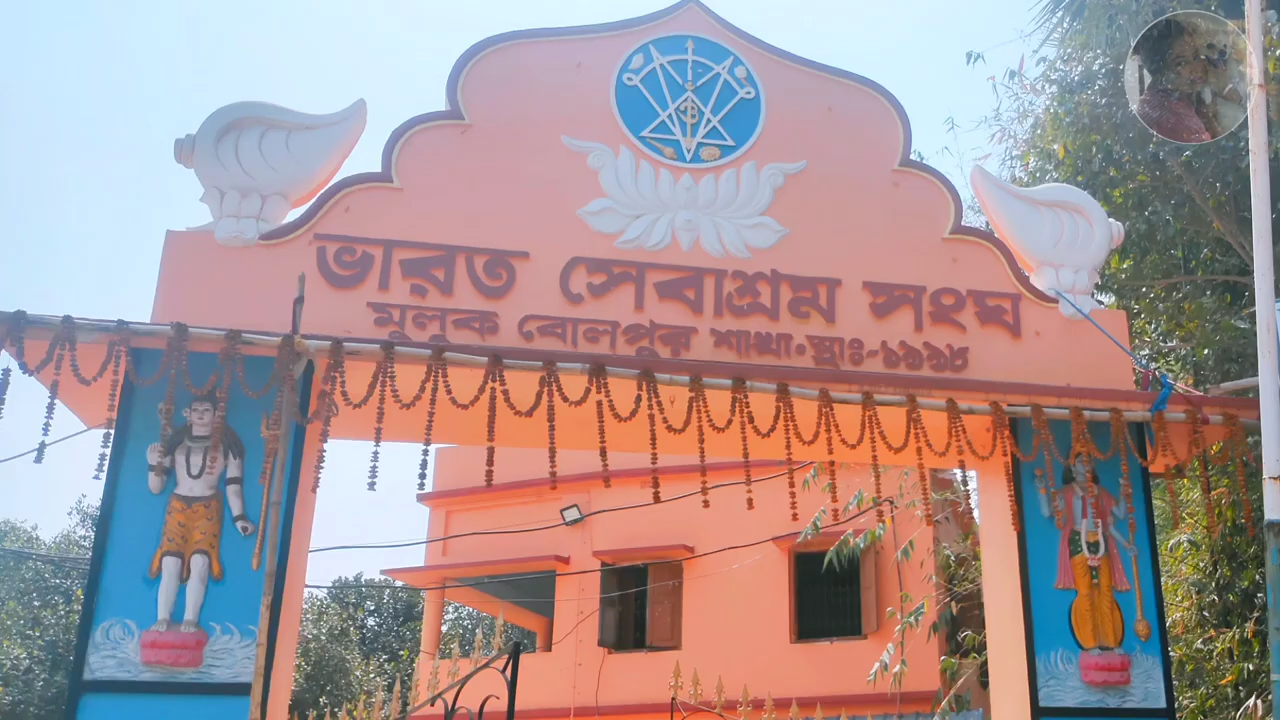 ভারত সেবাশ্রম সংঘ
মুলুক বোলপুর শাখা.স্থাঃ-১৯৯৮